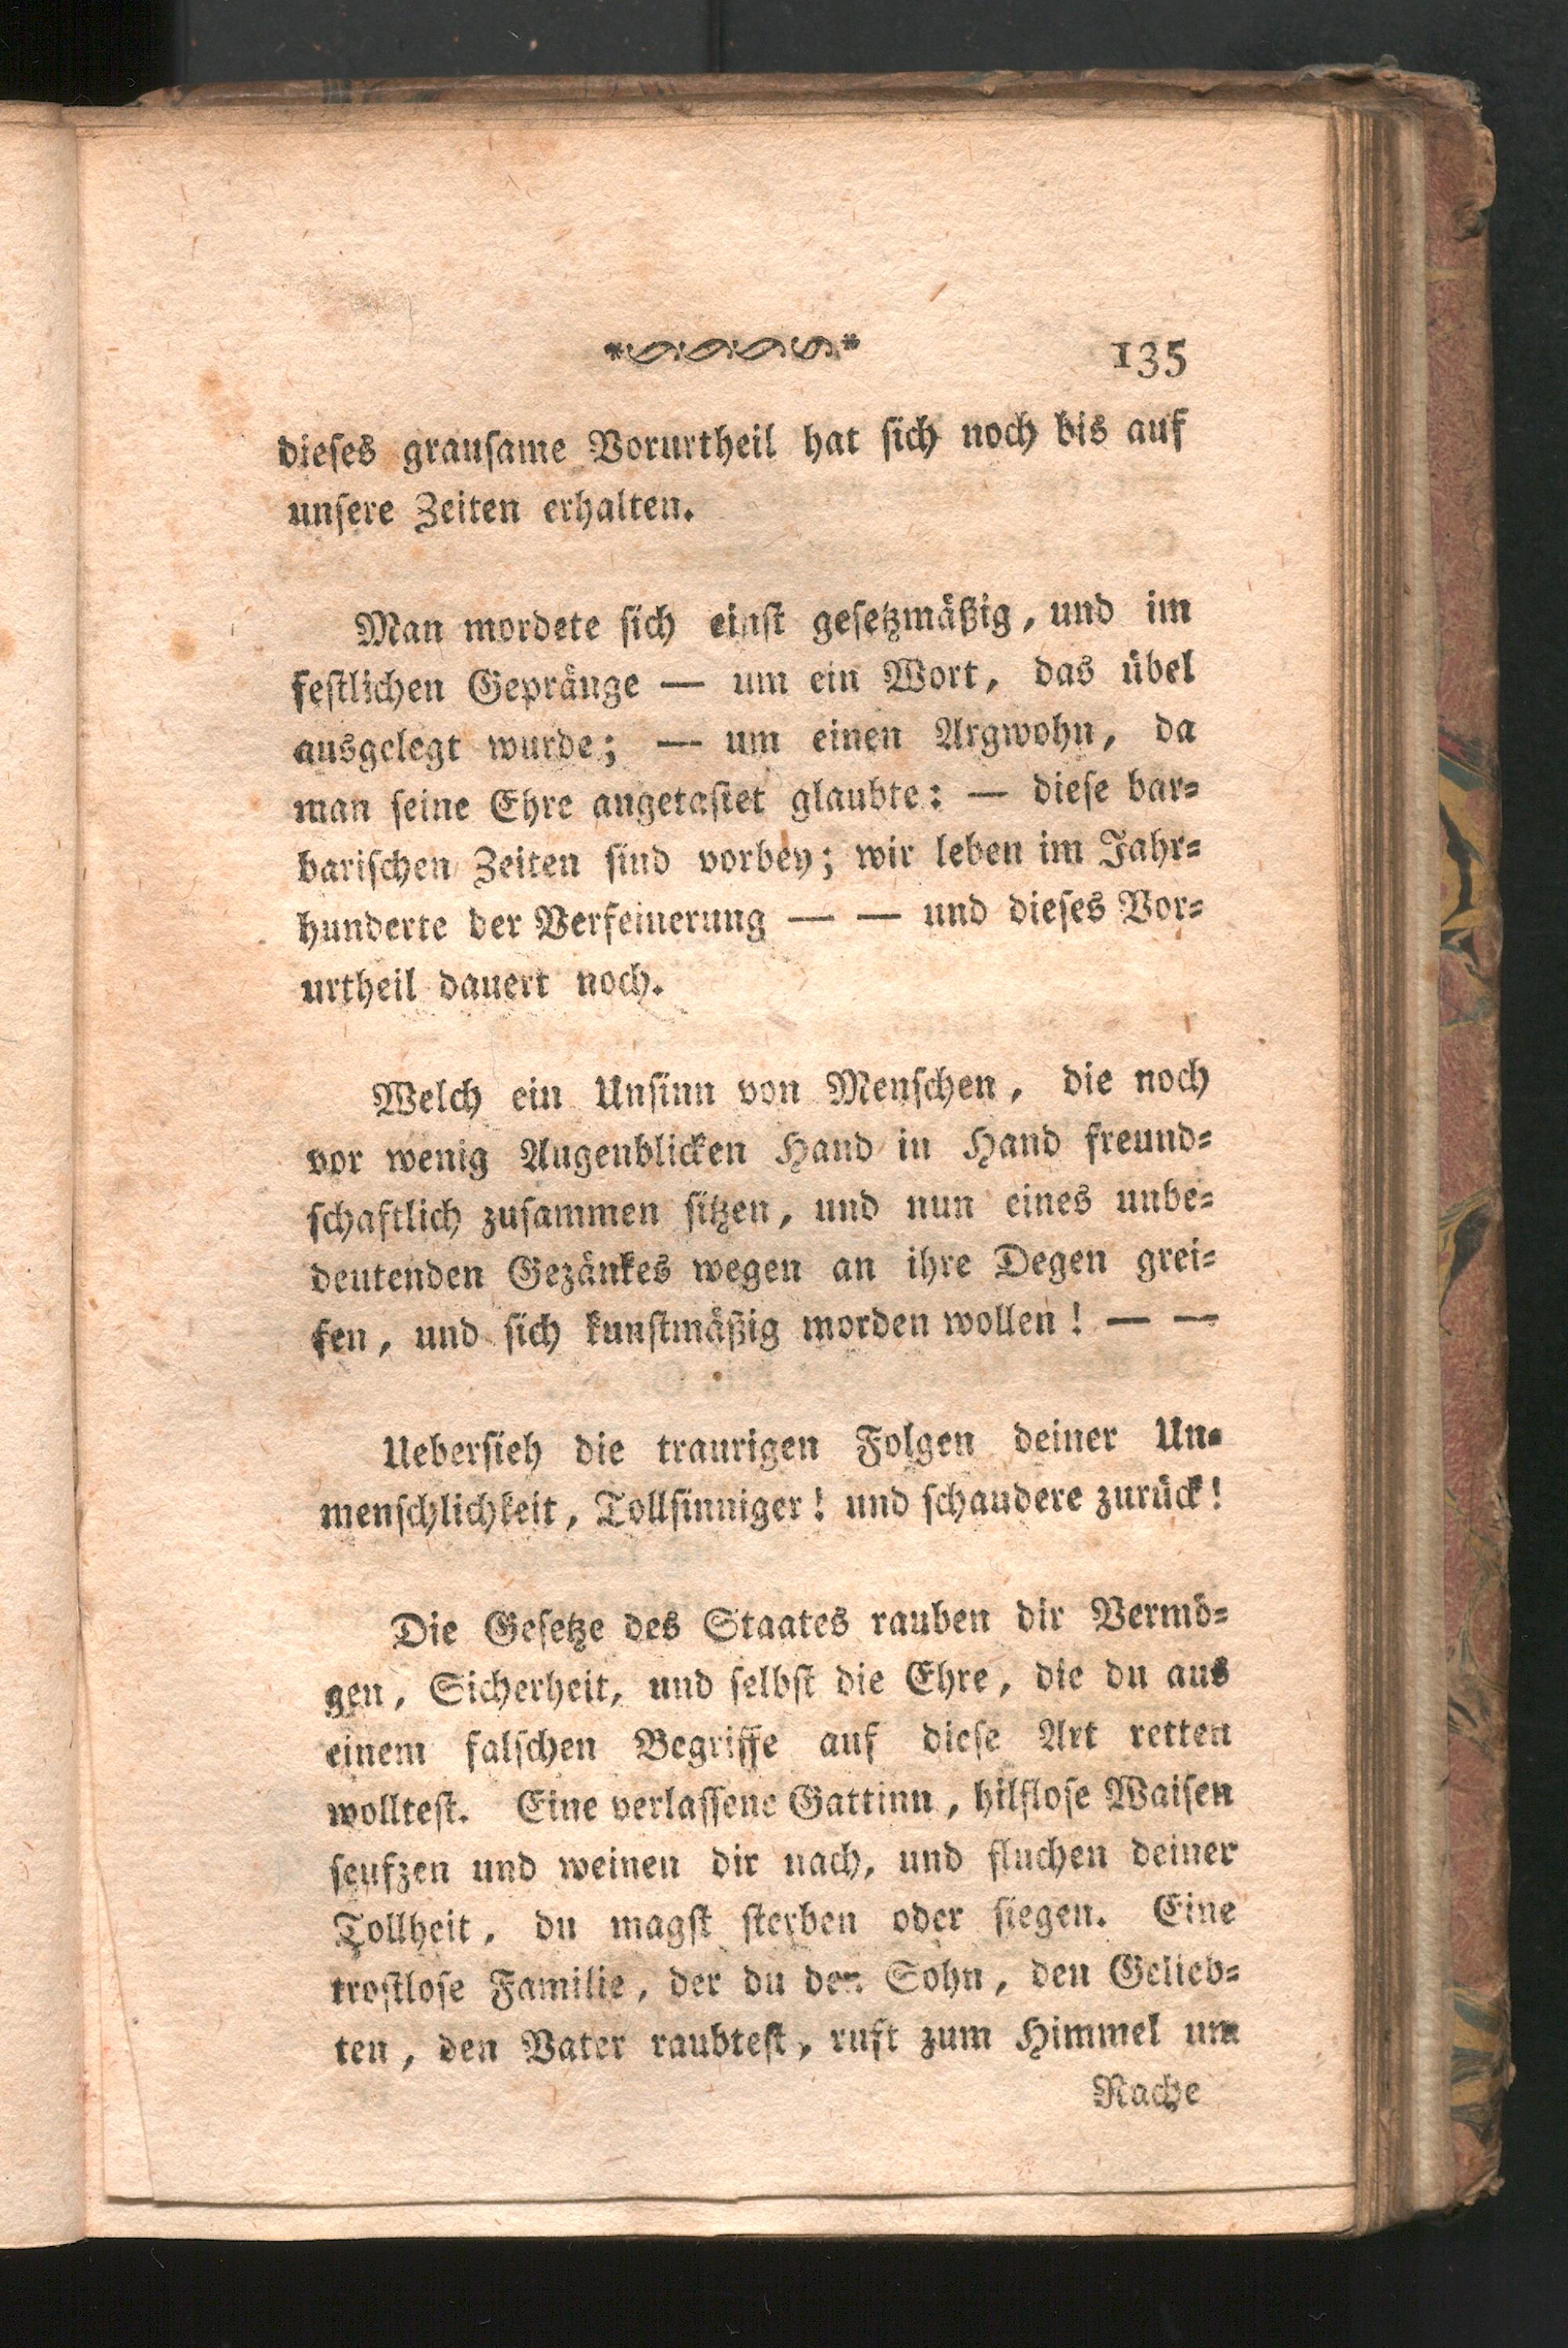 135
dieses grausame Vorurtheil hat sich noch bis auf
unsere Zeiten erhalten.
Man mordete sich einst gesetzmäßig, und im
festlichen Gepränge — um ein Wort, das übel
ausgelegt wurde; — um einen Argwohn, da
man seine Ehre angetastet glaubte: — diese bar-
barischen Zeiten sind vorbey; wir leben im Jahr-
hunderte der Verfeinerung — — und dieses Vor-
urtheil dauert noch.
Welch ein Unsinn von Menschen, die noch
vor wenig Augenblicken Hand in Hand freund-
schaftlich zusammen sitzen, und nun eines unbe-
deutenden Gezänkes wegen an ihre Degen grei-
fen, und sich kunstmäßig morden wollen! — —
Uebersieh die traurigen Folgen deiner Un-
menschlichkeit, Tollsinniger! und schaudere zurück!
Die Gesetze des Staates rauben dir Vermö-
gen, Sicherheit, und selbst die Ehre, die du aus
einem falschen Begriffe auf diese Art retten
wolltest. Eine verlassene Gattinn, hilflose Waisen
seufzen und weinen dir nach, und fluchen deiner
Tollheit, du magst sterben oder siegen. Eine
trostlose Familie, der du den Sohn, den Gelieb-
ten, den Vater raubtest, ruft zum Himmel um
Rache